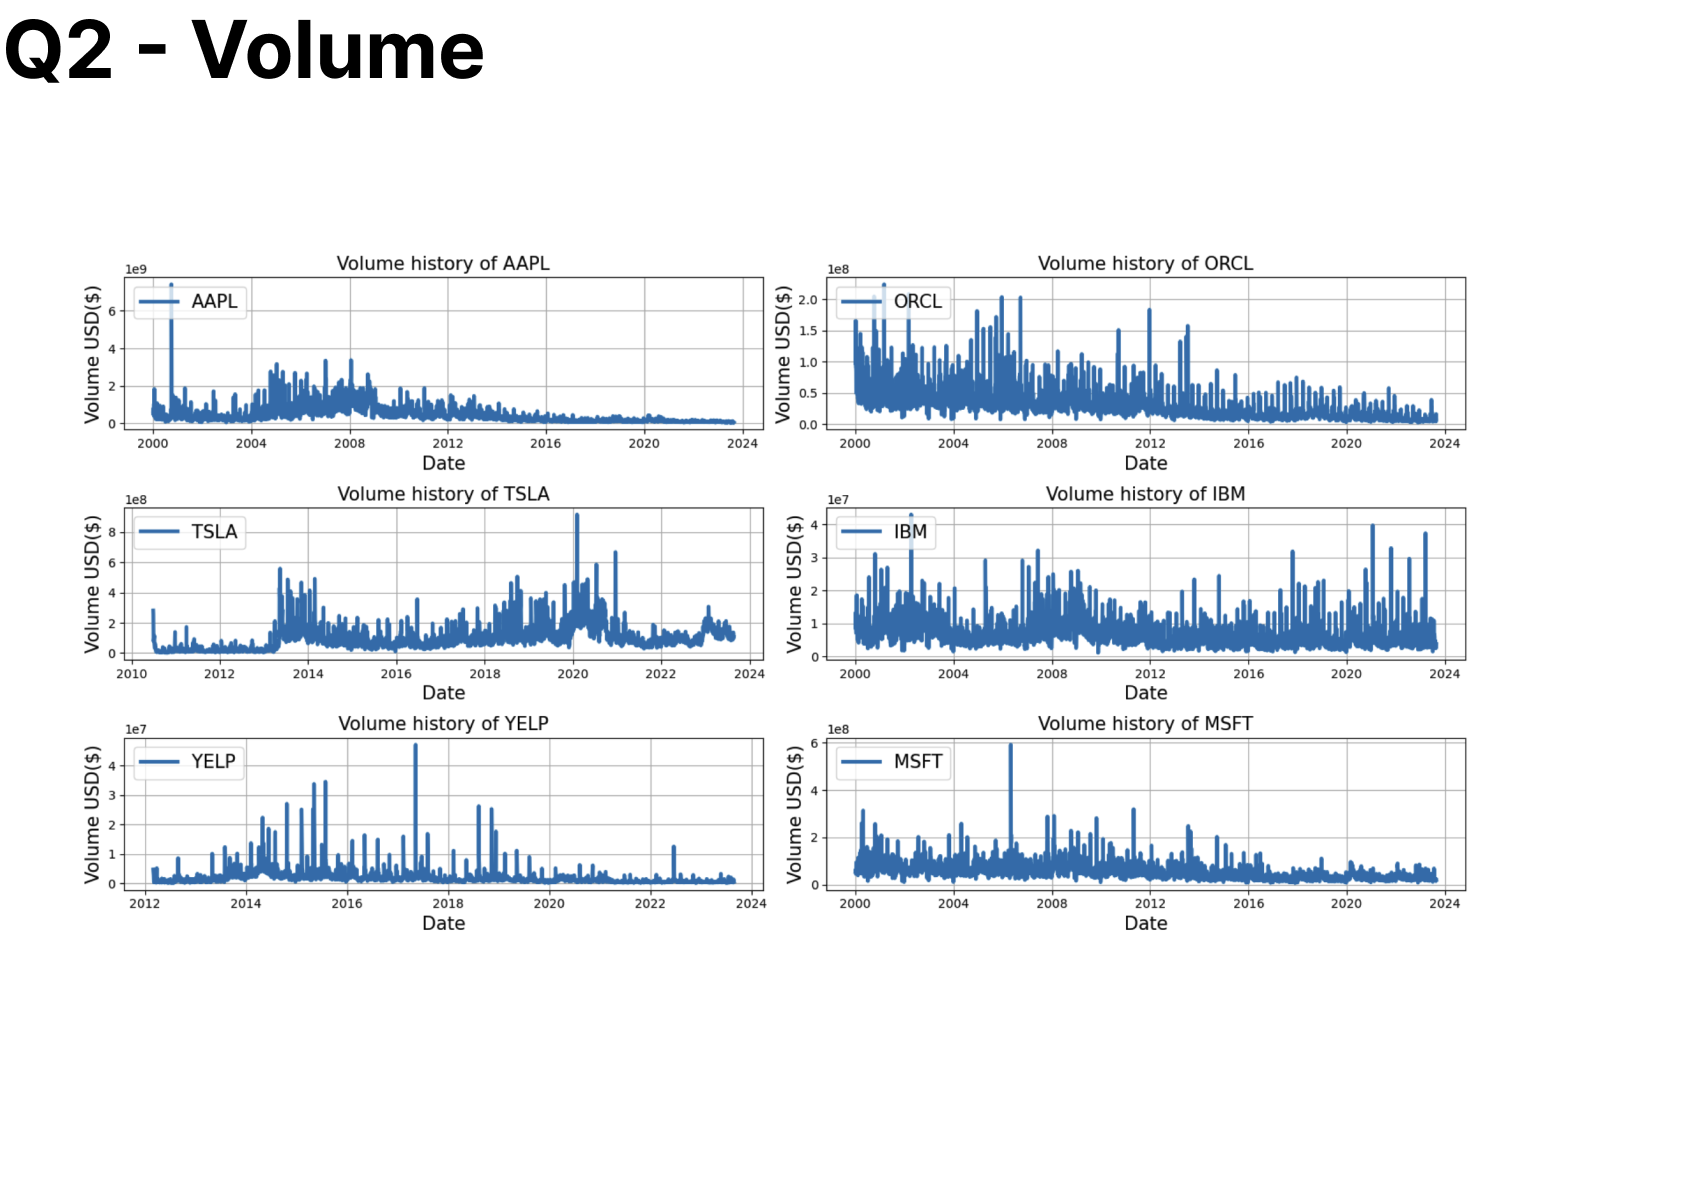 Q2 - Volume
Volume history of AAPL
1e9
Volume USD($)
6
4
2
0
AAPL
2000 2004 2008 2012 2016 2020 2024
Date
Volume history of ORCL
1e8
Volume USD($)
2.0
1.5
1.0
0.5
0.0
ORCL
2000 2004 2008 2012 2016 2020 2024
Date
Volume history of TSLA
1e8
Volume USD($)
8
6
4
2
0
TSLA
2010 2012 2014 2016 2018 2020 2022 2024
Date
Volume history of IBM
1e7
Volume USD($)
4
3
2
1
0
IBM
2000 2004 2008 2012 2016 2020 2024
Date
Volume history of YELP
1e7
Volume USD($)
4
3
2
1
0
YELP
2012 2014 2016 2018 2020 2022 2024
Date
Volume history of MSFT
1e8
Volume USD($)
6
4
2
0
MSFT
2000 2004 2008 2012 2016 2020 2024
Date